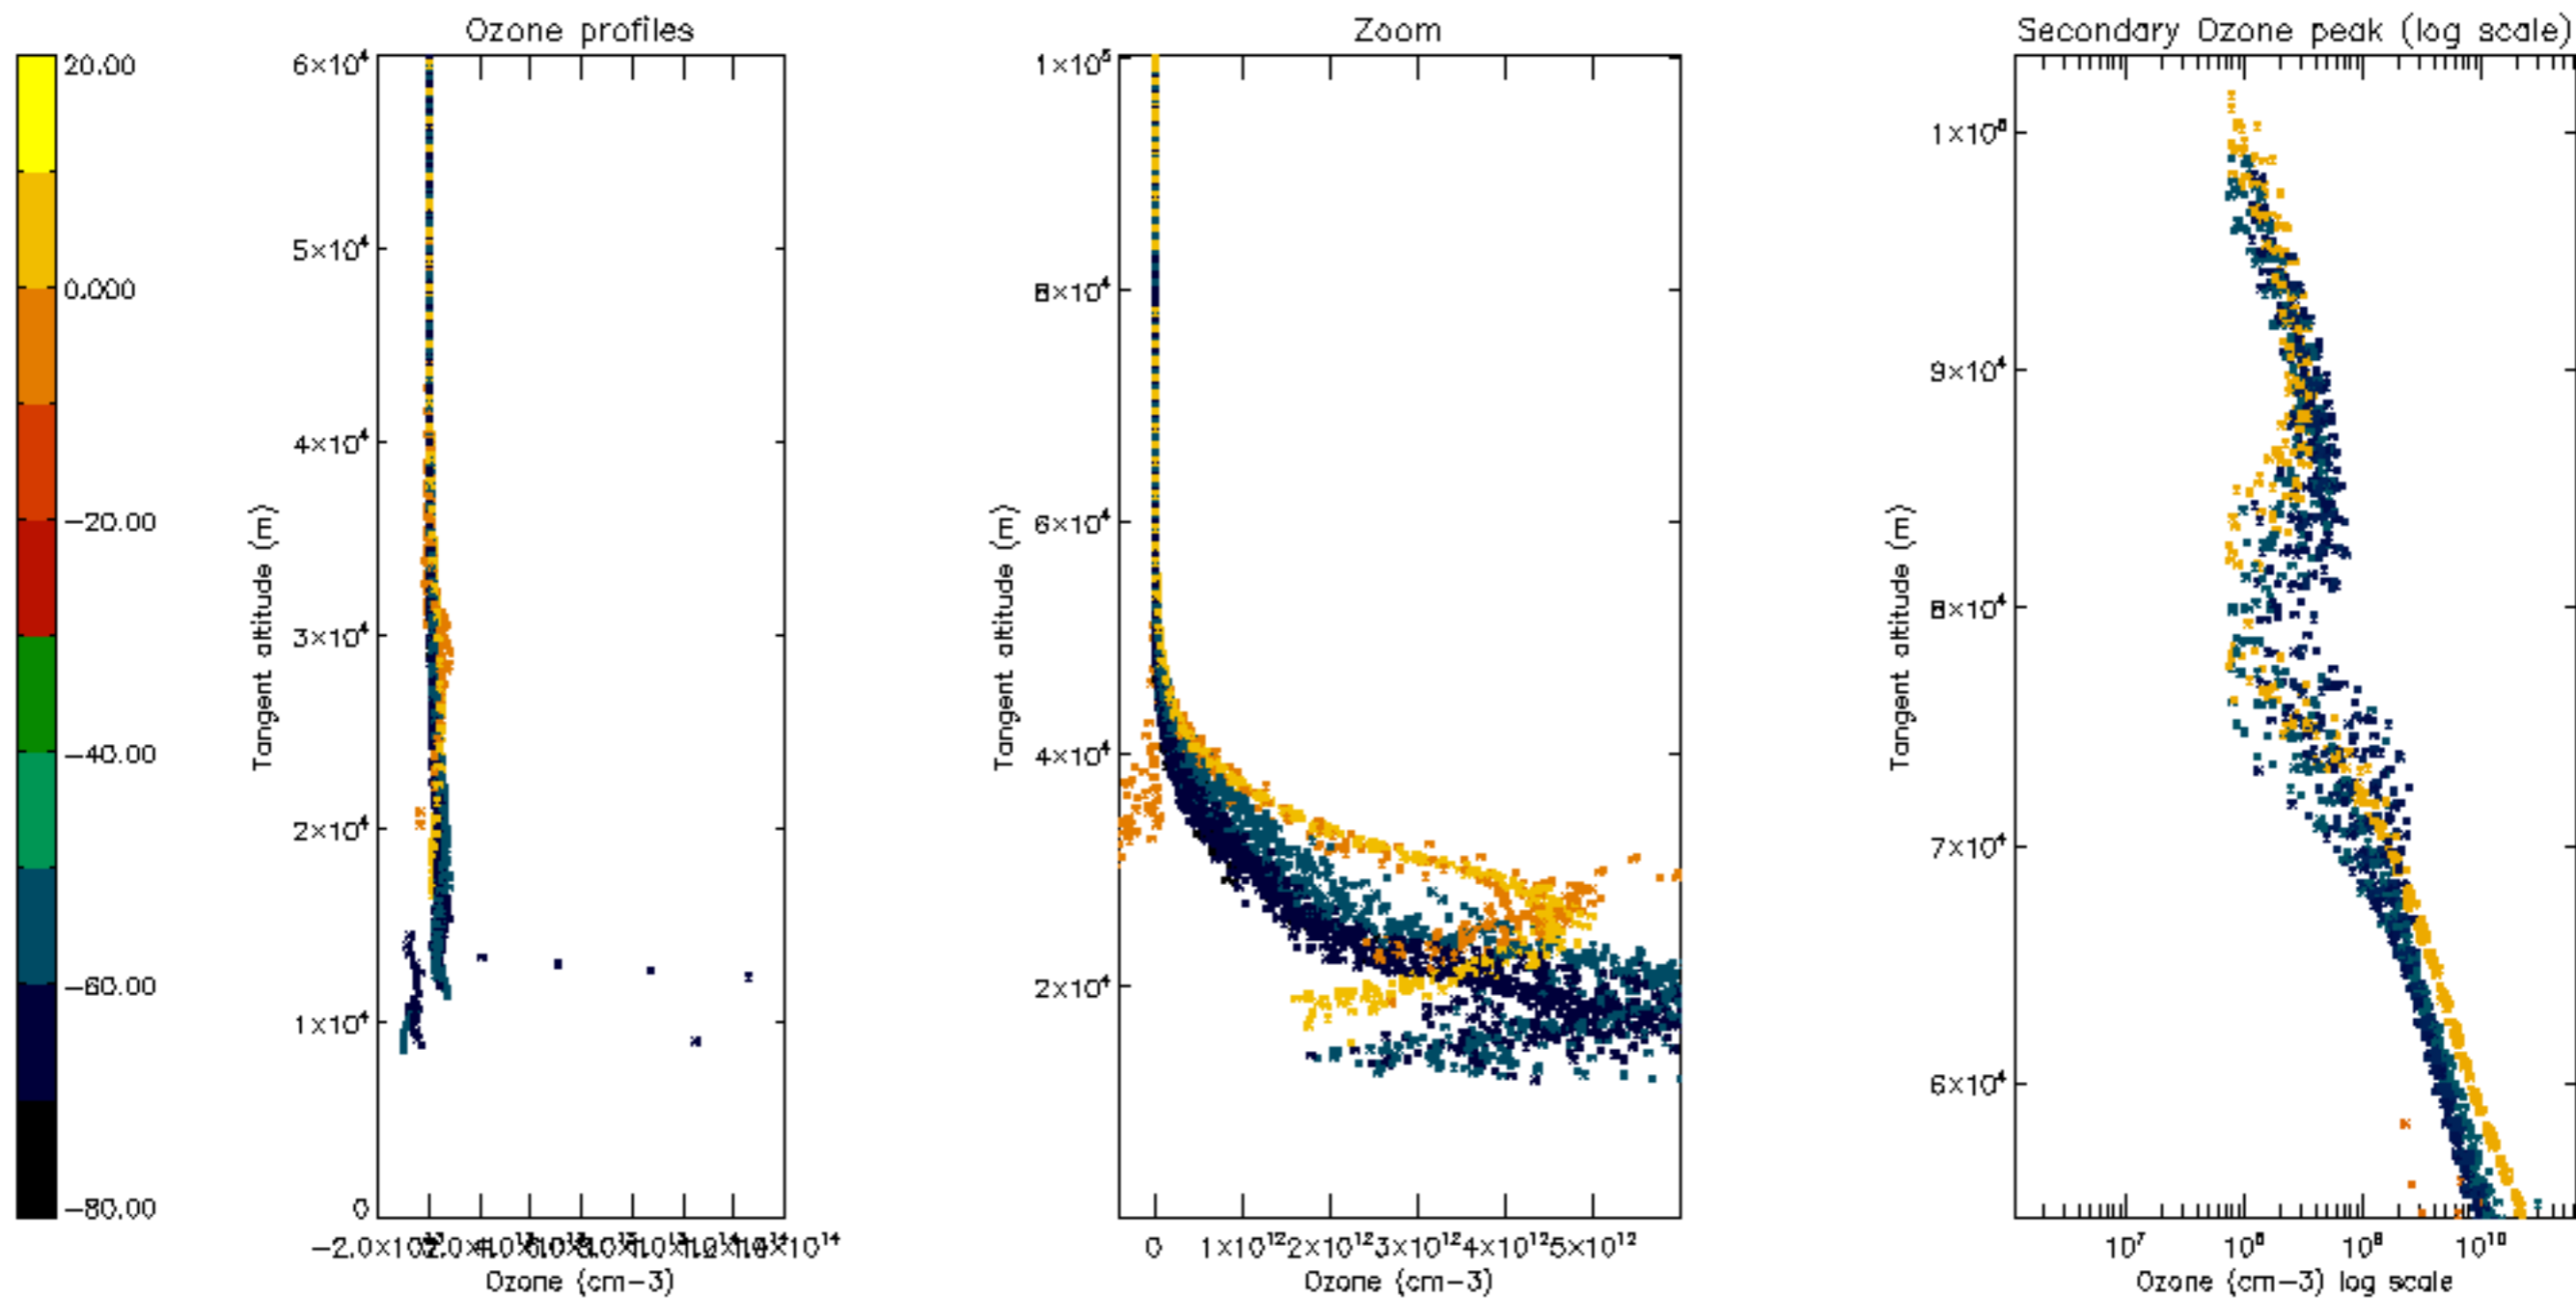 Ozone profiles
Zoom
Secondary Ozone peak (log scale)
20.00
0.000
−20.00
−40.00
−60.00
−80.00
6×10⁴
5×10⁴
4×10⁴
3×10⁴
2×10⁴
1×10⁴
0
Tangent altitude (m)
Ozone (cm−3)
1×10⁵
8×10⁴
6×10⁴
4×10⁴
2×10⁴
Tangent altitude (m)
0 1×10¹² 2×10¹² 3×10¹² 4×10¹² 5×10¹²
Ozone (cm−3)
9×10⁴
8×10⁴
7×10⁴
6×10⁴
Tangent altitude (m)
10⁷ 10⁸ 10⁹ 10¹⁰
Ozone (cm−3) log scale